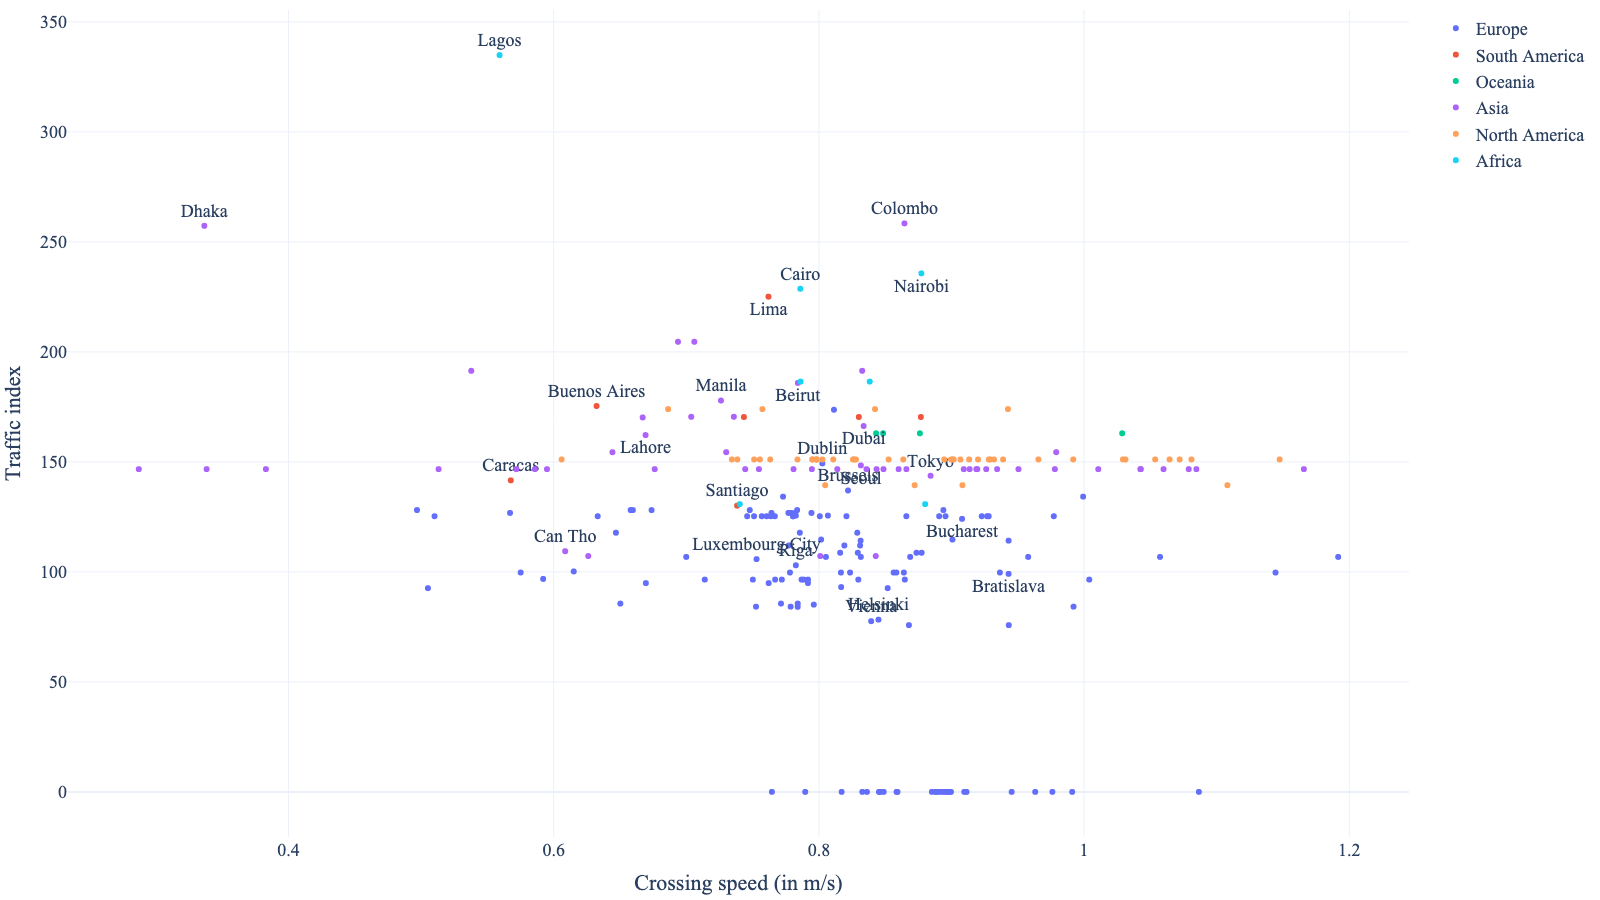 350
Lagos
300
Dhaka
Colombo
250
Cairo
Nairobi
Lima
200
Buenos Aires
Manila
Beirut
Dubai
Lahore
Dublin
150
Caracas
Tokyo
Brussels
Seoul
Santiago
Can Tho
Bucharest
Luxembourg City
Riga
100
Bratislava
Helsinki
Vienna
50
0
0.4
0.6
0.8
1
1.2
Crossing speed (in m/s)
Traffic index
Europe
South America
Oceania
Asia
North America
Africa